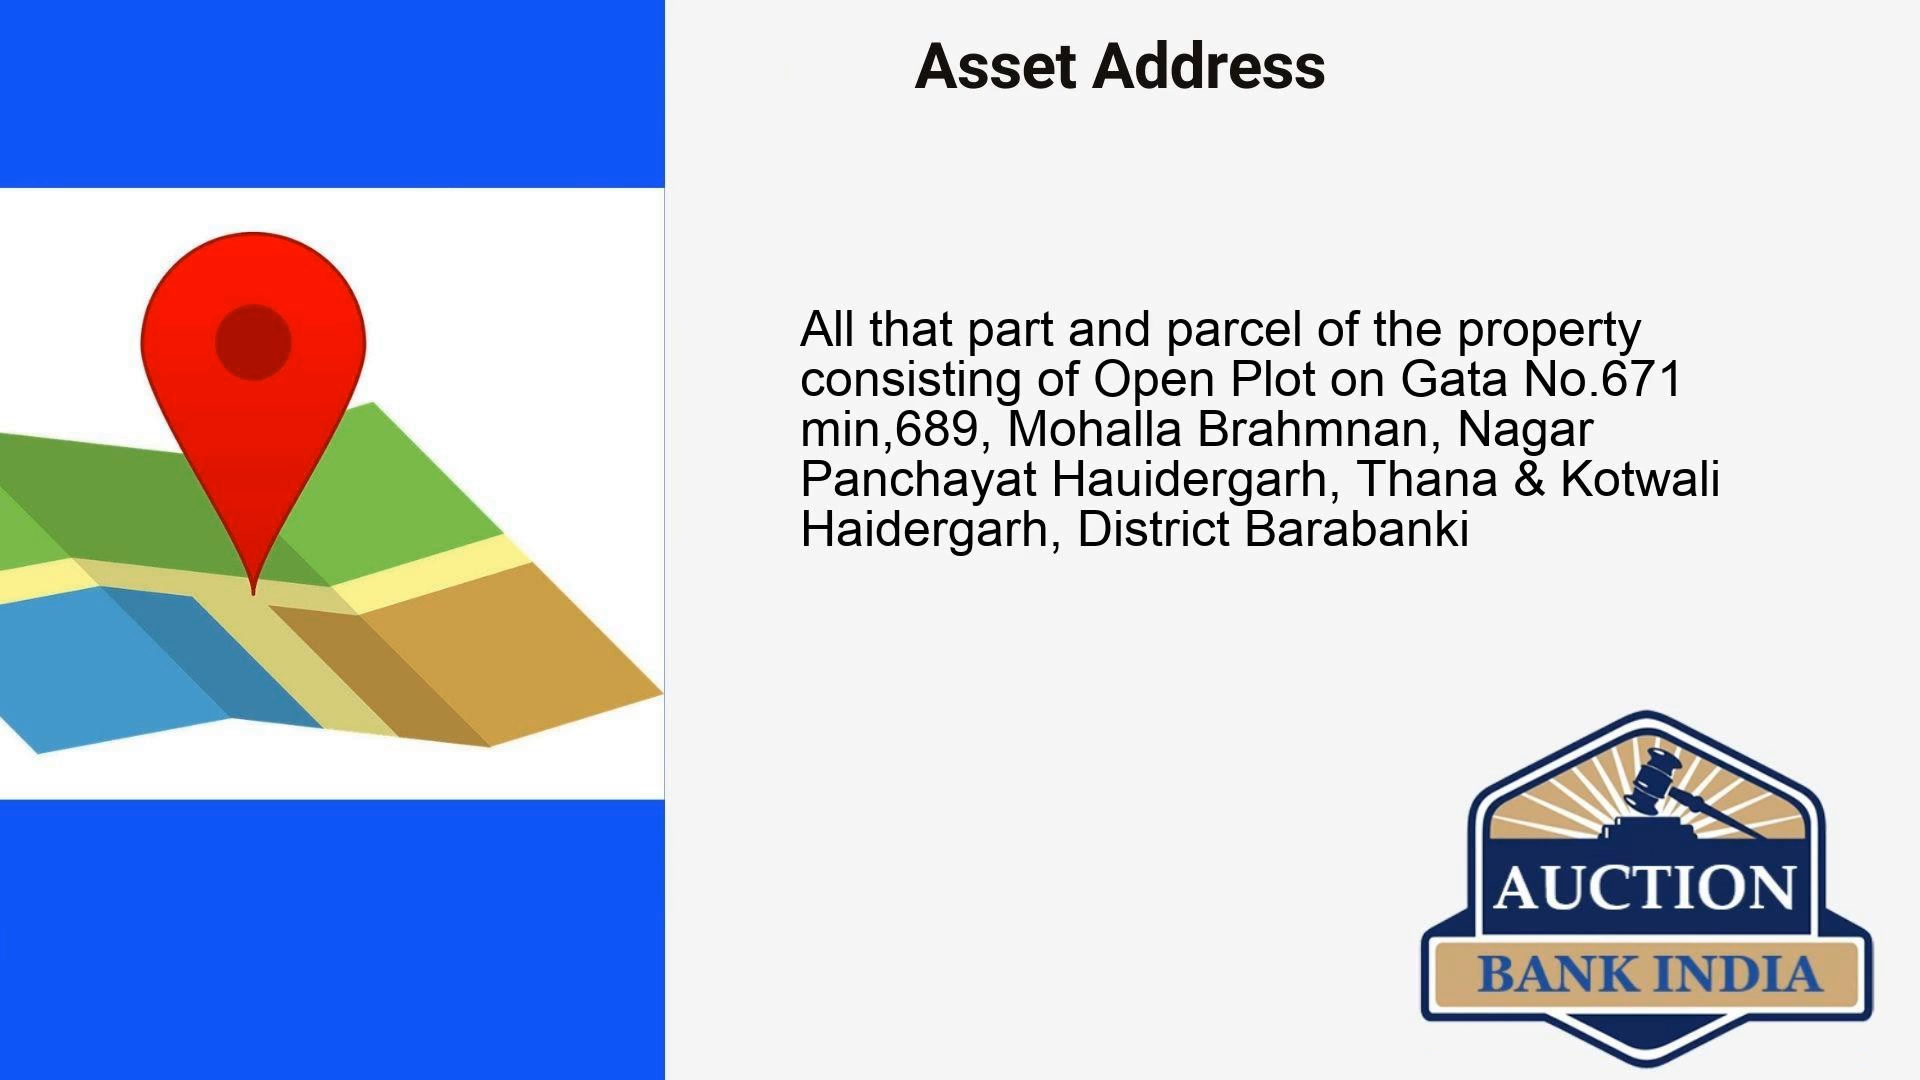 Asset Address
All that part and parcel of the property
consisting of Open Plot on Gata No.671
min,689, Mohalla Brahmnan, Nagar
Panchayat Hauidergarh, Thana & Kotwali
Haidergarh, District Barabanki
AUCTION
BANK INDIA